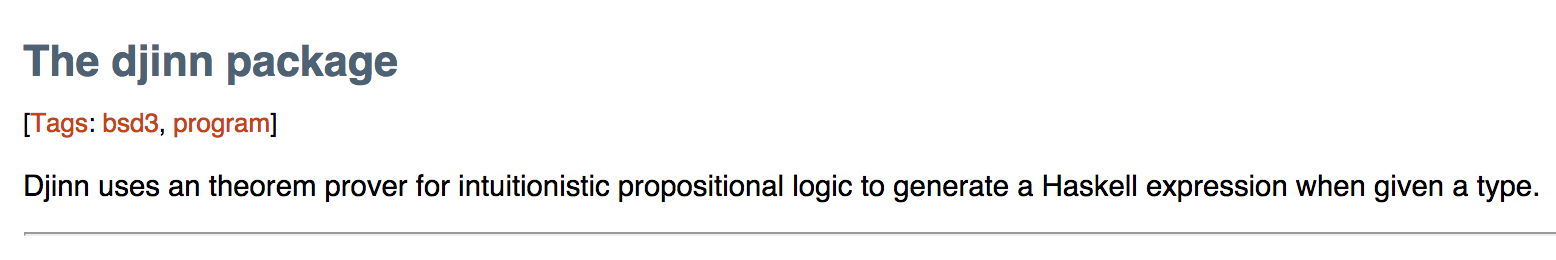 The djinn package
[Tags: bsd3, program]
Djinn uses an theorem prover for intuitionistic propositional logic to generate a Haskell expression when given a type.